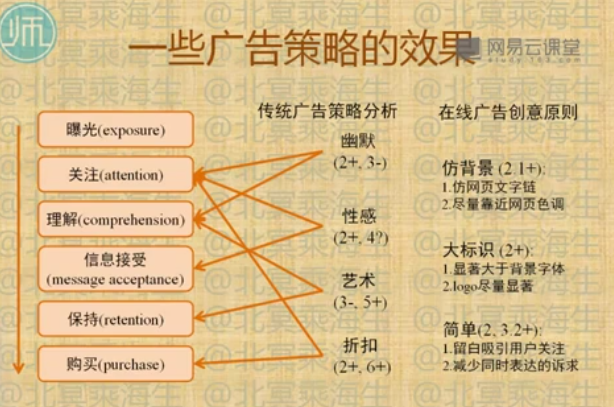 师
一些广告策略的效果
网易云课堂
study.163.com
曝光(exposure)
关注(attention)
理解(comprehension)
信息接受
(message acceptance)
保持(retention)
购买(purchase)
传统广告策略分析
幽默
(2+, 3-)
性感
(2+, 4?)
艺术
(3-, 5+)
折扣
(2+, 6+)
在线广告创意原则
仿背景 (2.1+):
1.仿网页文字链
2.尽量靠近网页色调
大标识 (2+):
1.显著大于背景字体
2.logo尽量显著
简单(2, 3.2+):
1.留白吸引用户关注
2.减少同时表达的诉求